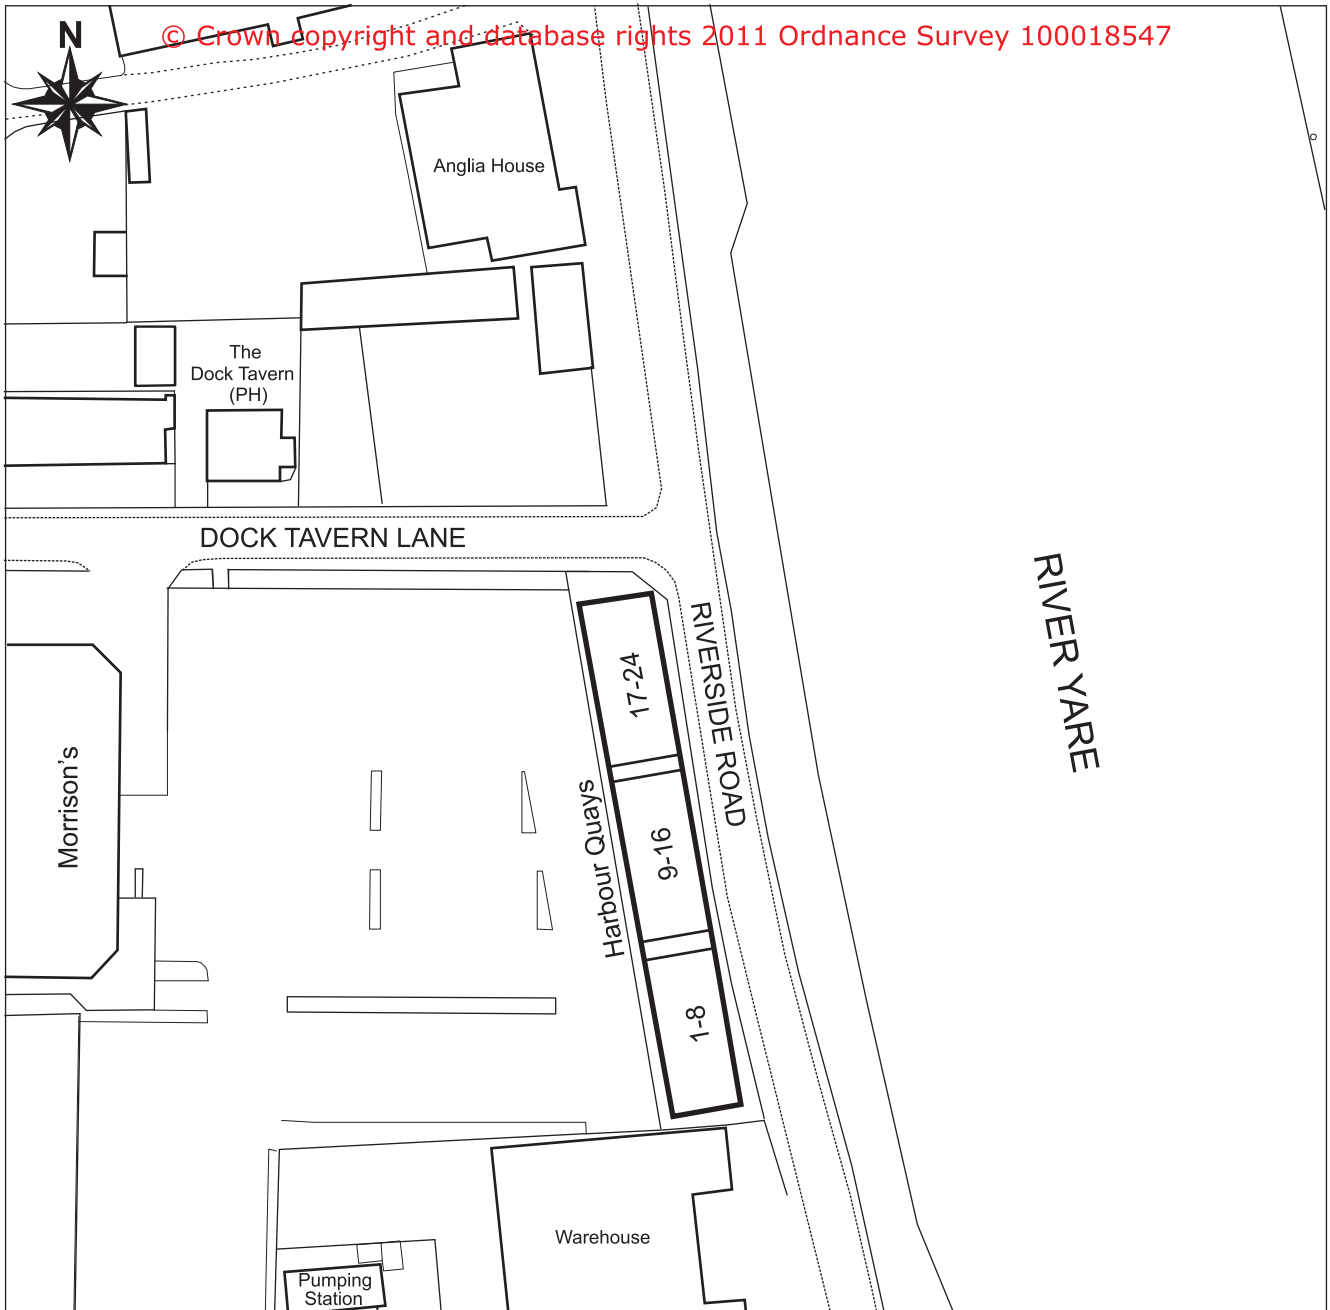 © Crown copyright and database rights 2011 Ordnance Survey 100018547
N
Anglia House
The
Dock Tavern
(PH)
DOCK TAVERN LANE
RIVER YARE
RIVERSIDE ROAD
17-24
Morrison's
Harbour Quays
9-16
1-8
Warehouse
Pumping
Station